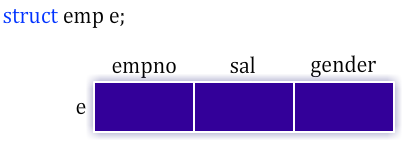 struct emp e;
empno sal gender
e